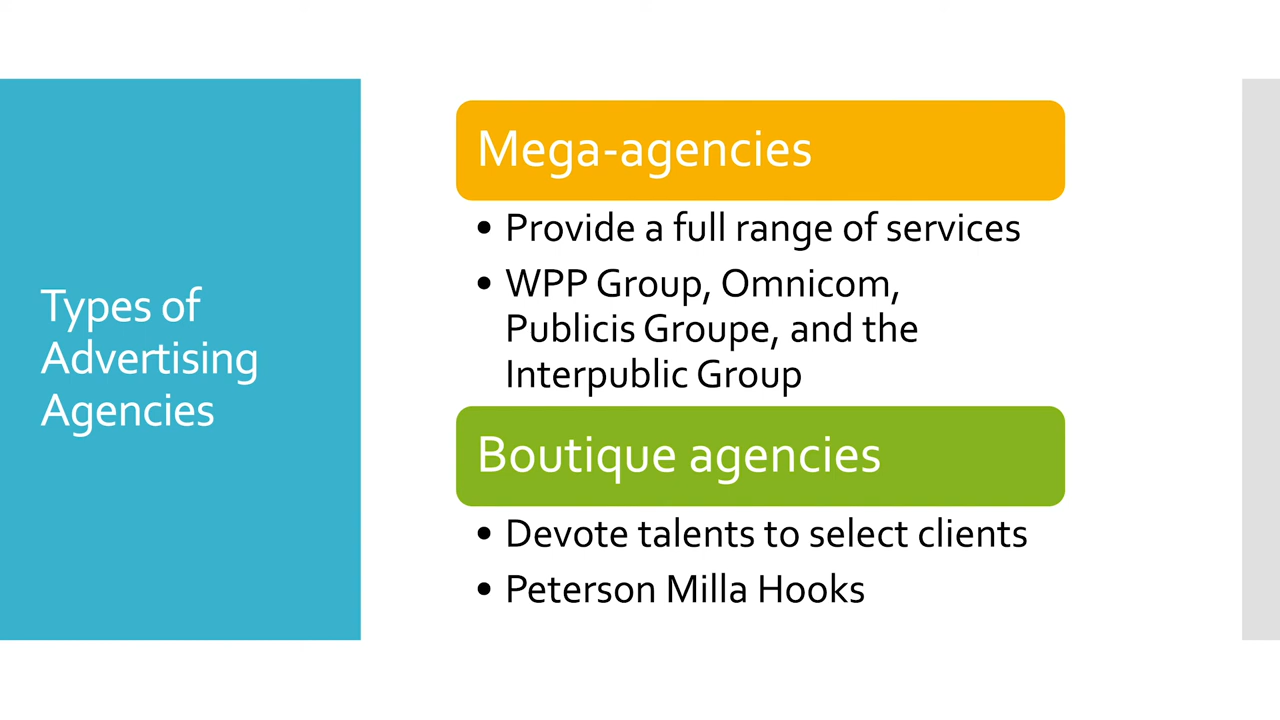 Types of
Advertising
Agencies
Mega-agencies
• Provide a full range of services
• WPP Group, Omnicom,
Publicis Groupe, and the
Interpublic Group
Boutique agencies
• Devote talents to select clients
• Peterson Milla Hooks